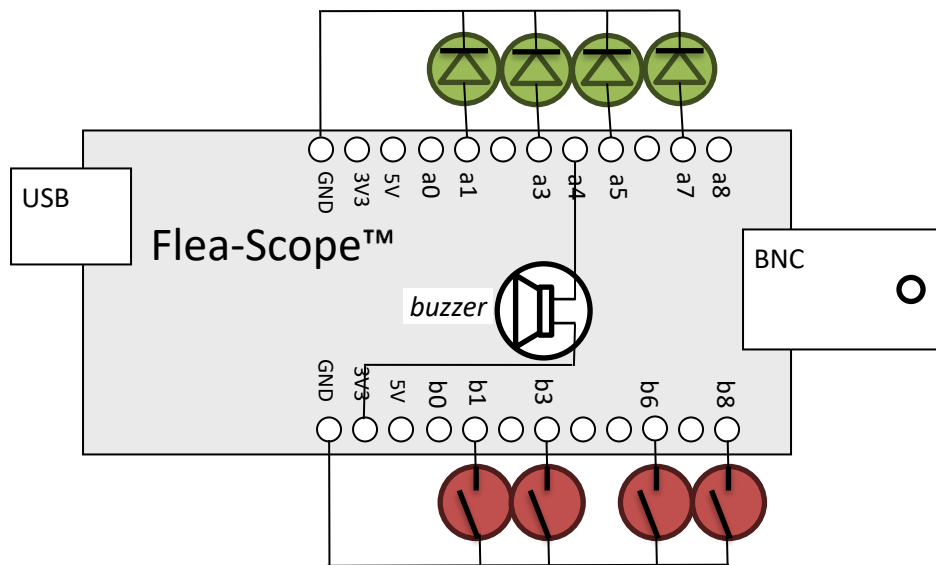 GND
3V3
5V
a0
a1
a3
a4
a5
a7
a8
USB
Flea-Scope™
BNC
buzzer
GND
3V3
5V
b0
b1
b3
b6
b8